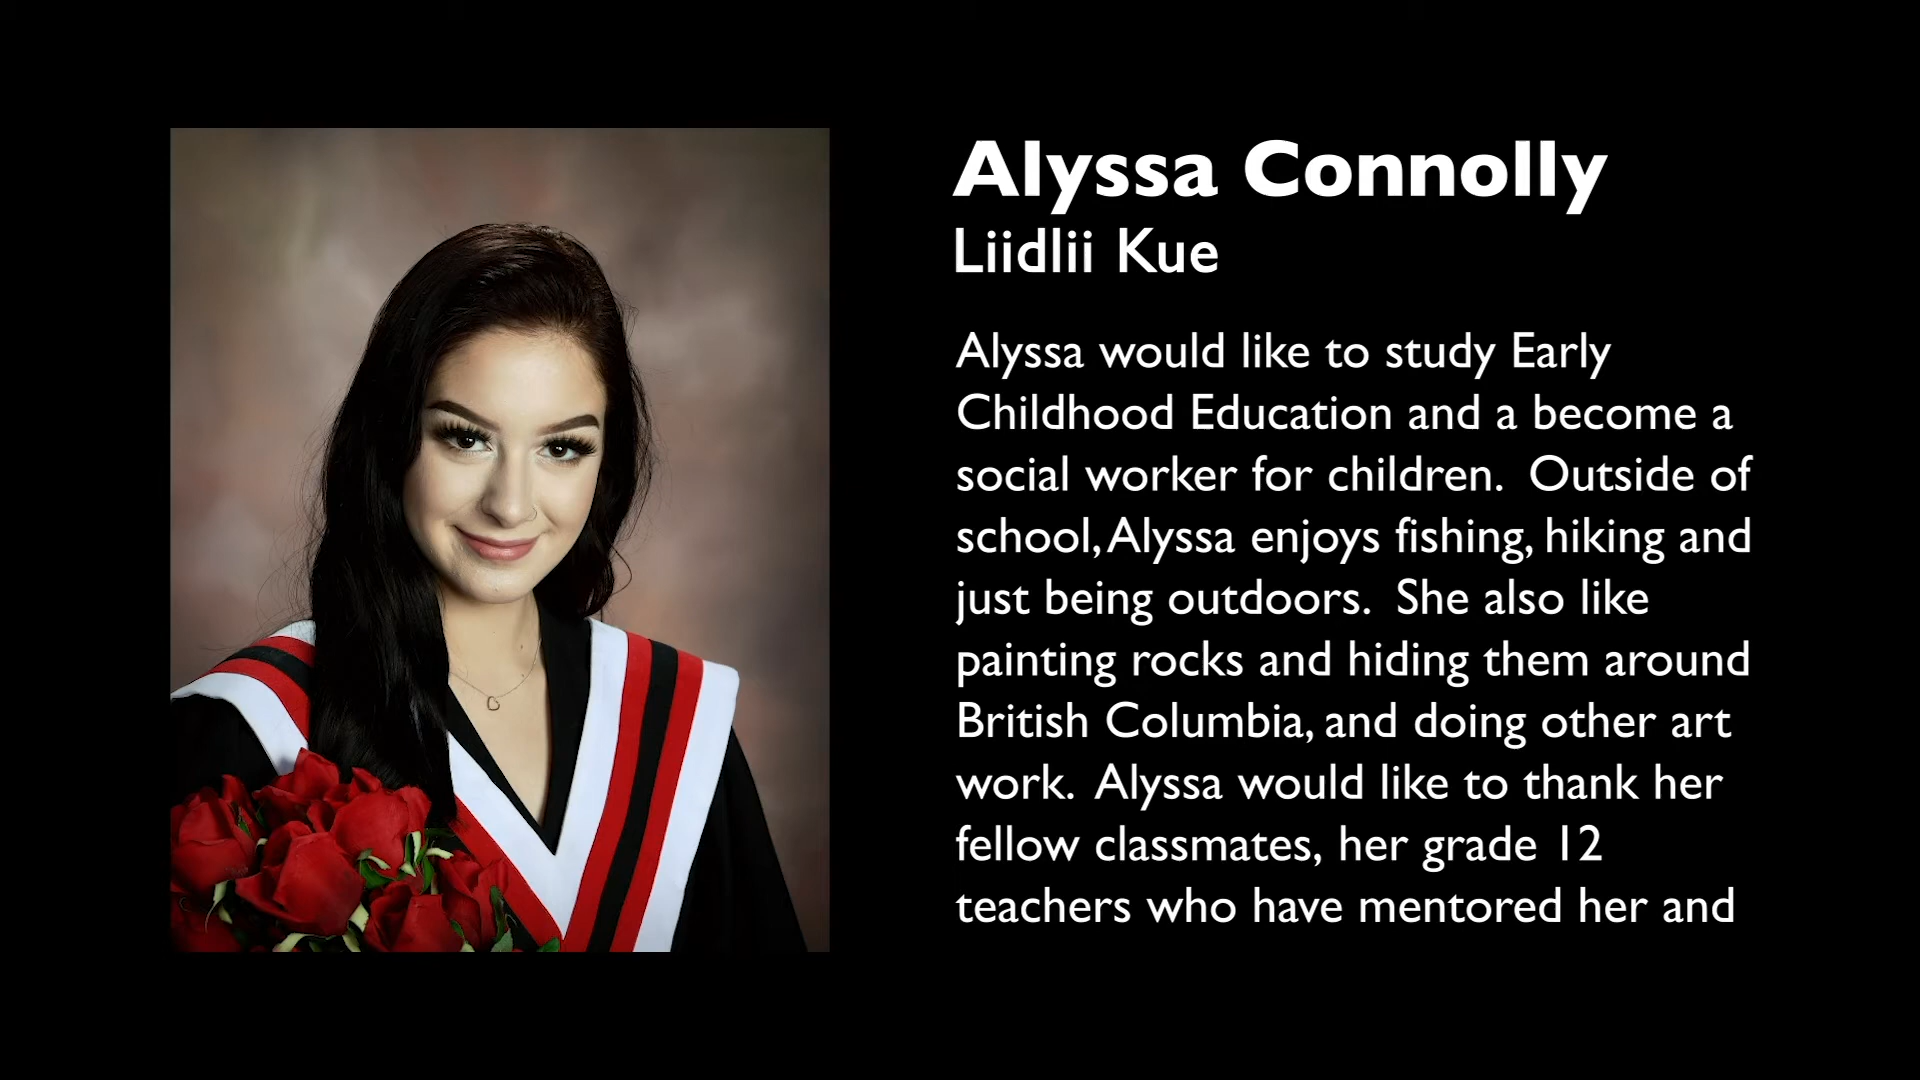 Alyssa Connolly
Liidlii Kue
Alyssa would like to study Early
Childhood Education and a become a
social worker for children. Outside of
school, Alyssa enjoys fishing, hiking and
just being outdoors. She also like
painting rocks and hiding them around
British Columbia, and doing other art
work. Alyssa would like to thank her
fellow classmates, her grade 12
teachers who have mentored her and